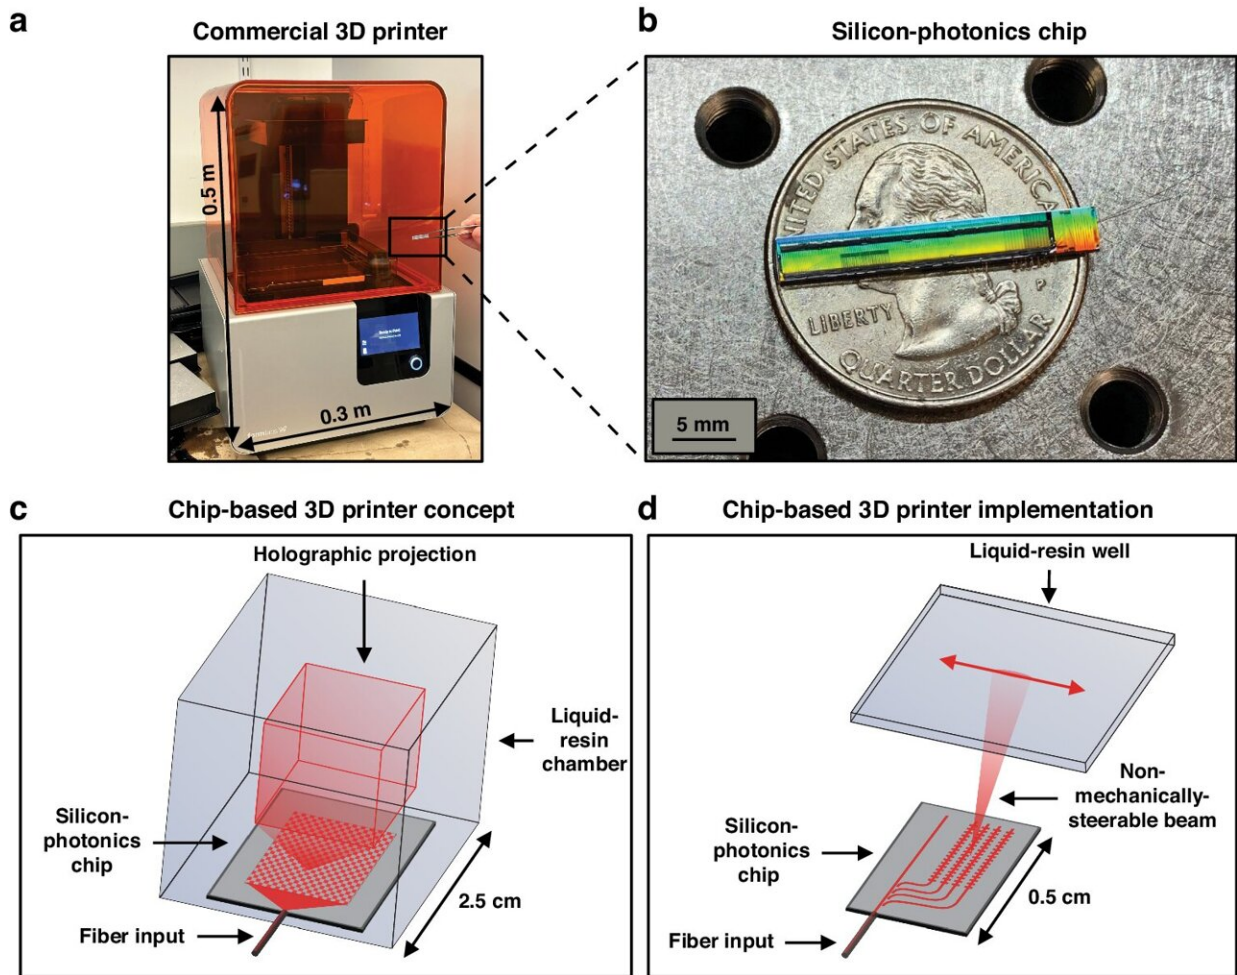 a
Commercial 3D printer
0.5 m
0.3 m
b
Silicon-photonics chip
UNITED STATES OF AMERICA
LIBERTY
P
QUARTER DOLLAR
5 mm
c
Chip-based 3D printer concept
Holographic projection
Liquid-
resin
chamber
Silicon-
photonics
chip
2.5 cm
Fiber input
d
Chip-based 3D printer implementation
Liquid-resin well
Non-
mechanically-
steerable beam
Silicon-
photonics
chip
0.5 cm
Fiber input